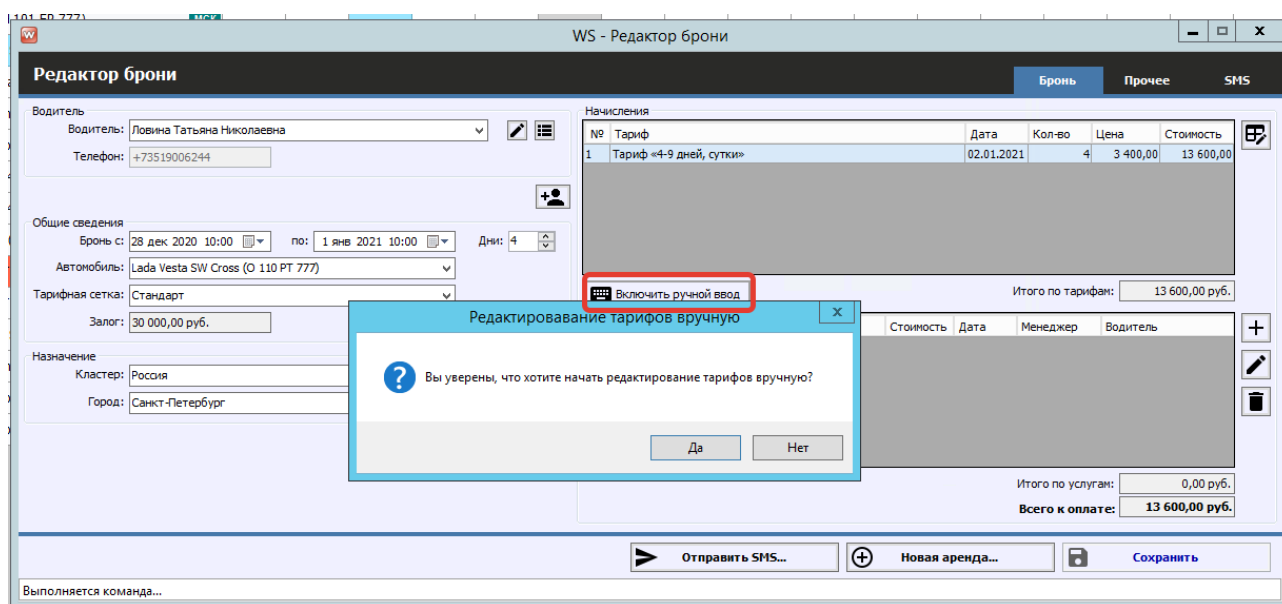 101 ЕР 777)
МСК
WS - Редактор брони
Редактор брони
Бронь
Прочее
SMS
Водитель
Водитель: Ловина Татьяна Николаевна
Телефон: +73519006244
Общие сведения
Бронь с: 28 дек 2020 10:00 по: 1 янв 2021 10:00 Дни: 4
Автомобиль: Lada Vesta SW Cross (О 110 РТ 777)
Тарифная сетка: Стандарт
Залог: 30 000,00 руб.
Назначение
Кластер: Россия
Город: Санкт-Петербург
Начисления
№ Тариф Дата Кол-во Цена Стоимость
1 Тариф «4-9 дней, сутки» 02.01.2021 4 3 400,00 13 600,00
Включить ручной ввод
Итого по тарифам: 13 600,00 руб.
Стоимость Дата Менеджер Водитель
Редактировавание тарифов вручную
x
Вы уверены, что хотите начать редактирование тарифов вручную?
Да
Нет
Итого по услугам: 0,00 руб.
Всего к оплате: 13 600,00 руб.
Отправить SMS...
Новая аренда...
Сохранить
Выполняется команда...